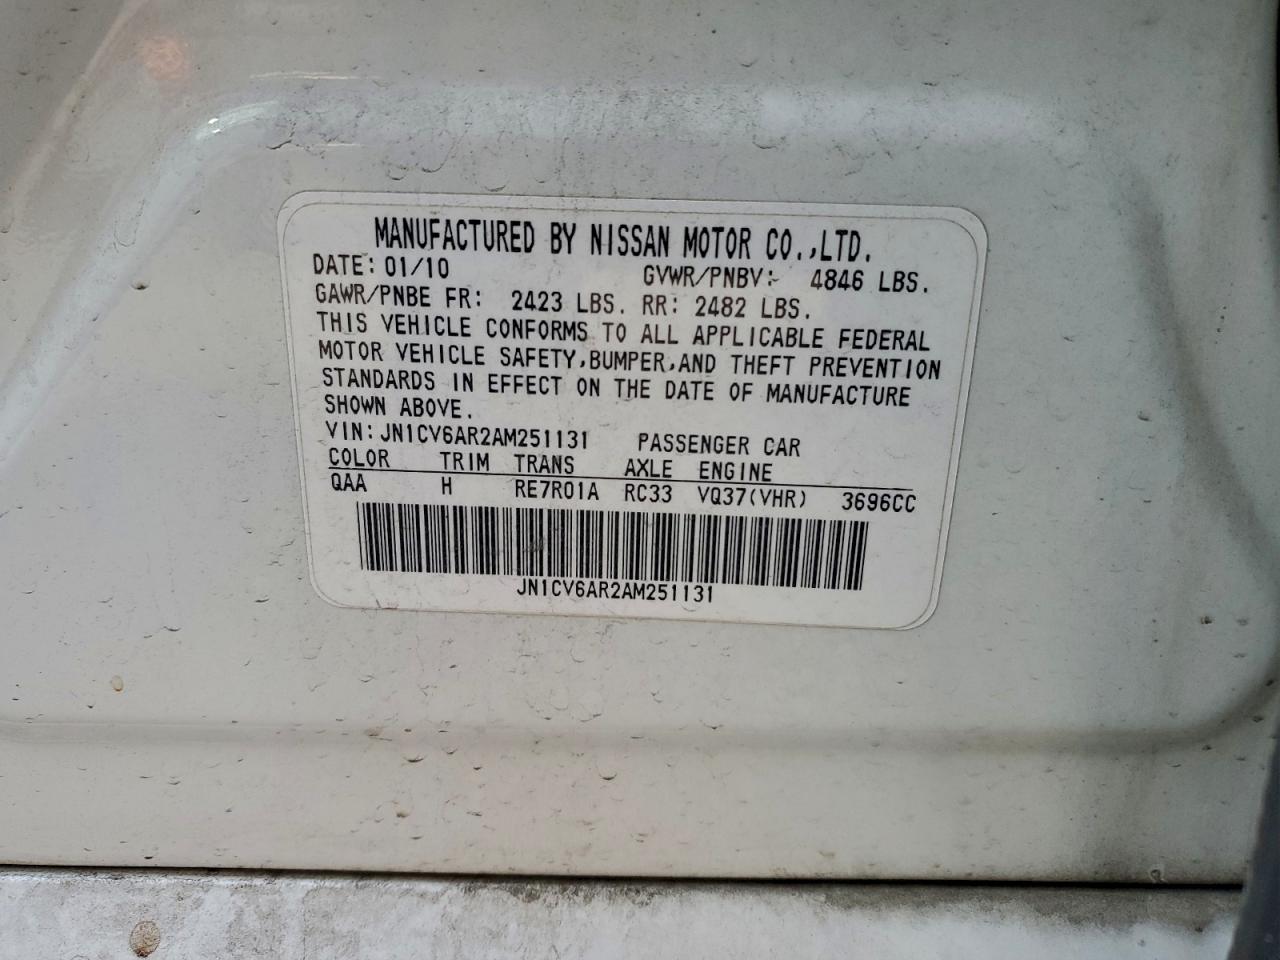 MANUFACTURED BY NISSAN MOTOR CO.,LTD.
DATE: 01/10 GVWR/PNBV: 4846 LBS.
GAWR/PNBE FR: 2423 LBS. RR: 2482 LBS.
THIS VEHICLE CONFORMS TO ALL APPLICABLE FEDERAL
MOTOR VEHICLE SAFETY,BUMPER,AND THEFT PREVENTION
STANDARDS IN EFFECT ON THE DATE OF MANUFACTURE
SHOWN ABOVE.
VIN: JN1CV6AR2AM251131 PASSENGER CAR
COLOR TRIM TRANS AXLE ENGINE
QAA H RE7R01A RC33 VQ37(VHR) 3696CC
JN1CV6AR2AM251131